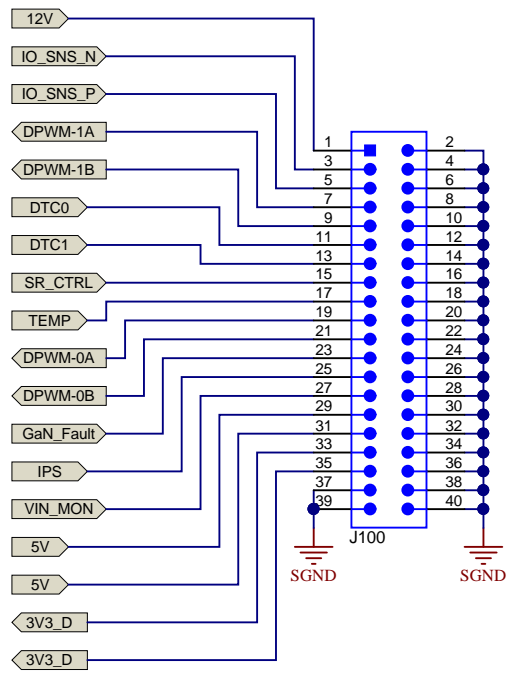 12V
IO_SNS_N
IO_SNS_P
DPWM-1A
DPWM-1B
DTC0
DTC1
SR_CTRL
TEMP
DPWM-0A
DPWM-0B
GaN_Fault
IPS
VIN_MON
5V
5V
3V3_D
3V3_D
1 2
3 4
5 6
7 8
9 10
11 12
13 14
15 16
17 18
19 20
21 22
23 24
25 26
27 28
29 30
31 32
33 34
35 36
37 38
39 40
J100
SGND SGND